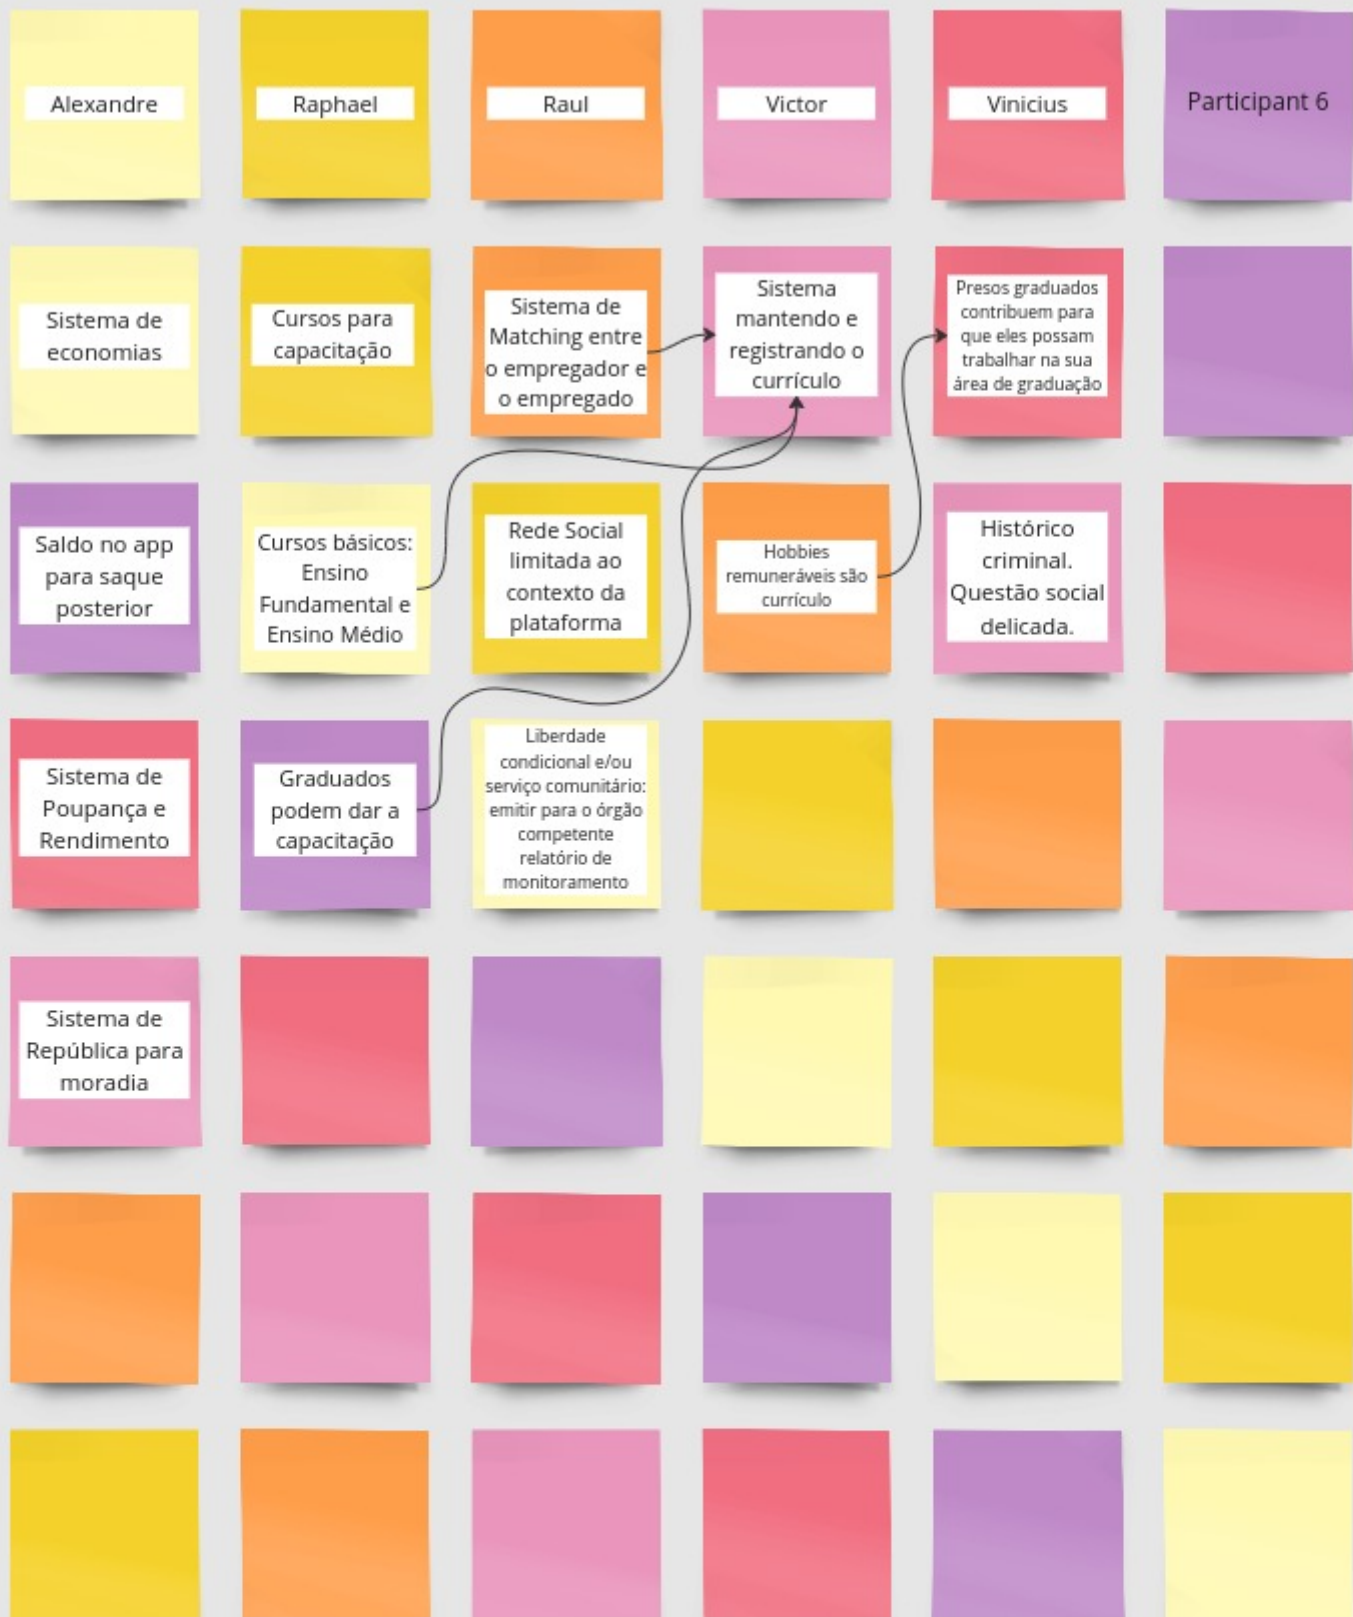 Alexandre
Raphael
Raul
Victor
Vinicius
Participant 6
Sistema de
economias
Cursos para
capacitação
Sistema de
Matching entre
o empregador e
o empregado
Sistema
mantendo e
registrando o
currículo
Presos graduados
contribuem para
que eles possam
trabalhar na sua
área de graduação
Saldo no app
para saque
posterior
Cursos básicos:
Ensino
Fundamental e
Ensino Médio
Rede Social
limitada ao
contexto da
plataforma
Hobbies
remuneráveis são
currículo
Histórico
criminal.
Questão social
delicada.
Sistema de
Poupança e
Rendimento
Graduados
podem dar a
capacitação
Liberdade
condicional e/ou
serviço comunitário:
emitir para o órgão
competente
relatório de
monitoramento
Sistema de
República para
moradia